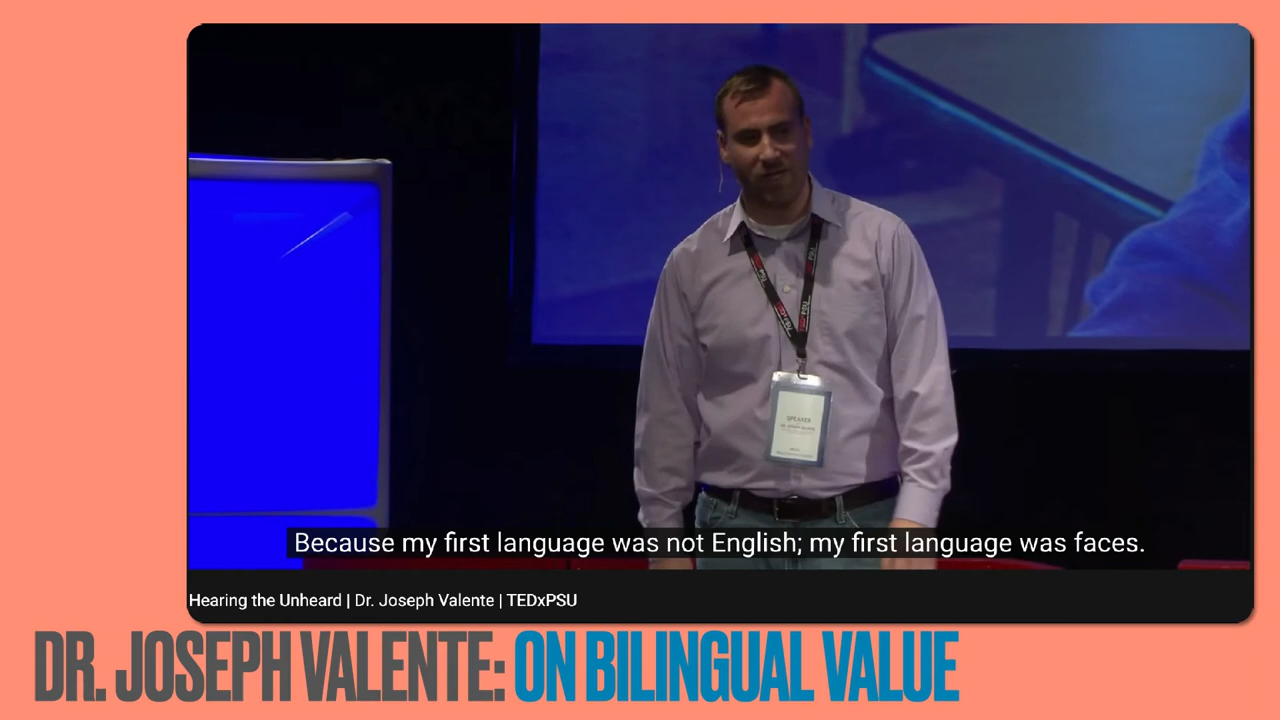 SPEAKER
Because my first language was not English; my first language was faces.
Hearing the Unheard | Dr. Joseph Valente | TEDxPSU
DR. JOSEPH VALENTE: ON BILINGUAL VALUE